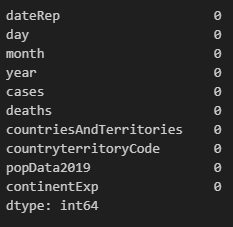 dateRep 0
day 0
month 0
year 0
cases 0
deaths 0
countriesAndTerritories 0
countryterritoryCode 0
popData2019 0
continentExp 0
dtype: int64